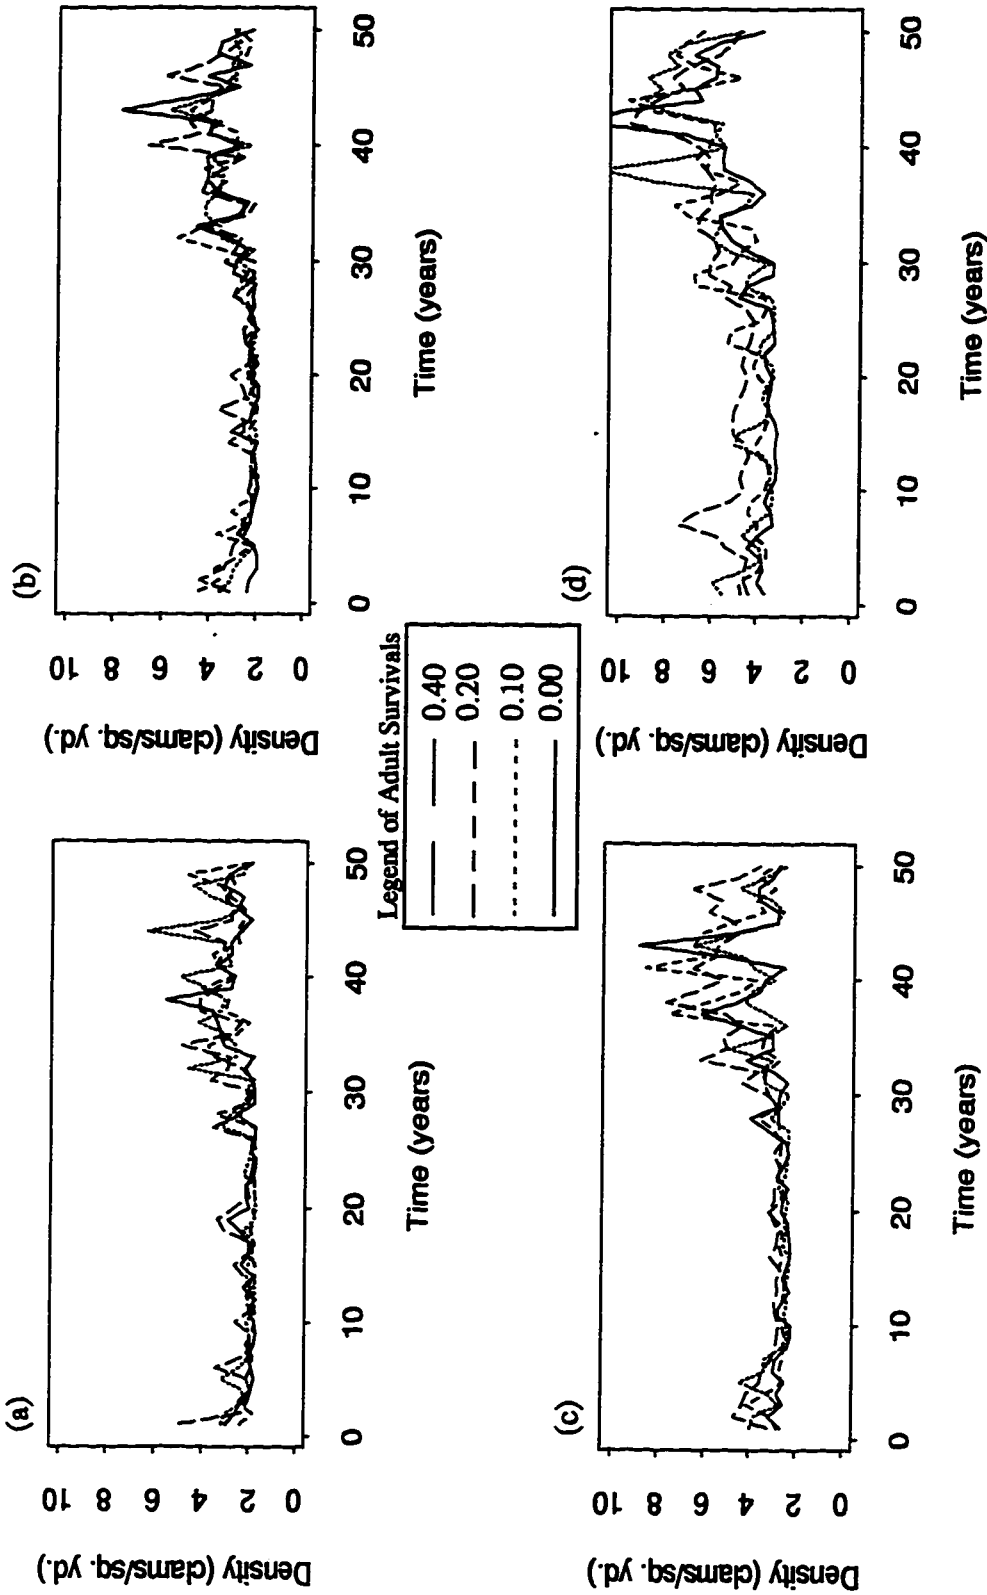 (a)
Density (clams/sq. yd.)
10
8
6
4
2
0
0 10 20 30 40 50
Time (years)
(b)
Density (clams/sq. yd.)
10
8
6
4
2
0
0 10 20 30 40 50
Time (years)
Legend of Adult Survivals
0.40
0.20
0.10
0.00
(c)
Density (clams/sq. yd.)
10
8
6
4
2
0
0 10 20 30 40 50
Time (years)
(d)
Density (clams/sq. yd.)
10
8
6
4
2
0
0 10 20 30 40 50
Time (years)